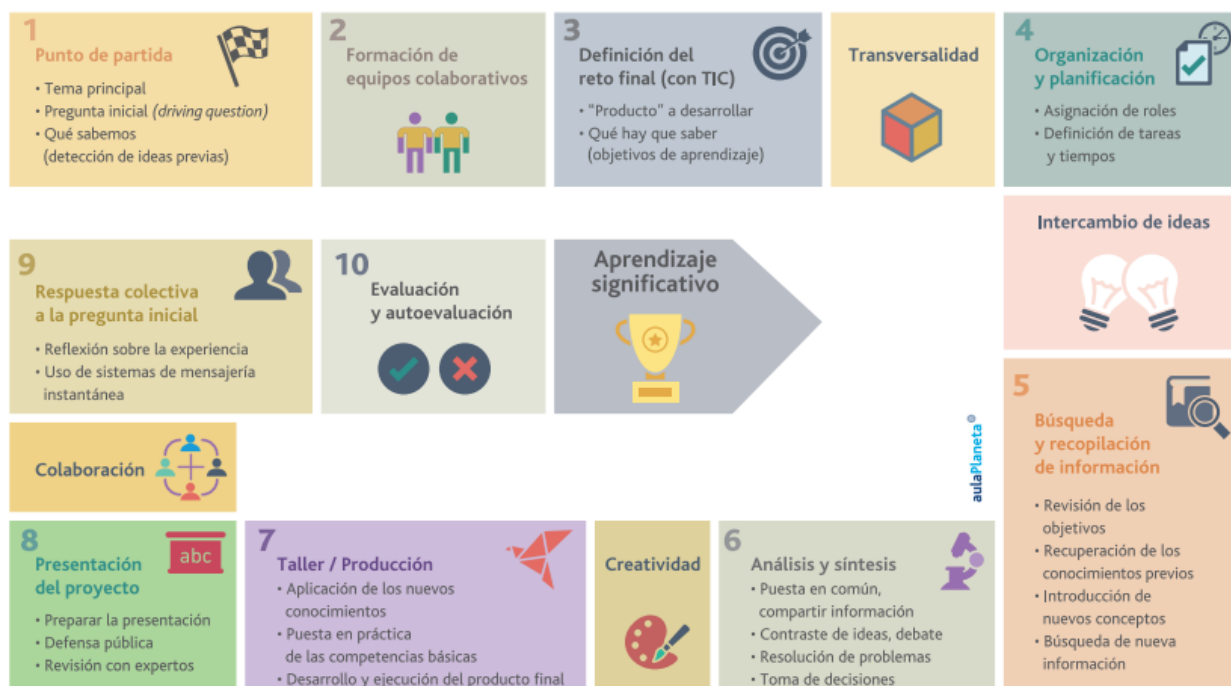 1
Punto de partida
• Tema principal
• Pregunta inicial (driving question)
• Qué sabemos
(detección de ideas previas)
2
Formación de
equipos colaborativos
3
Definición del
reto final (con TIC)
• "Producto" a desarrollar
• Qué hay que saber
(objetivos de aprendizaje)
Transversalidad
4
Organización
y planificación
• Asignación de roles
• Definición de tareas
y tiempos
Intercambio de ideas
5
Búsqueda
y recopilación
de información
• Revisión de los
objetivos
• Recuperación de los
conocimientos previos
• Introducción de
nuevos conceptos
• Búsqueda de nueva
información
6
Análisis y síntesis
• Puesta en común,
compartir información
• Contraste de ideas, debate
• Resolución de problemas
• Toma de decisiones
Creatividad
7
Taller / Producción
• Aplicación de los nuevos
conocimientos
• Puesta en práctica
de las competencias básicas
• Desarrollo y ejecución del producto final
8
abc
Presentación
del proyecto
• Preparar la presentación
• Defensa pública
• Revisión con expertos
Colaboración
9
Respuesta colectiva
a la pregunta inicial
• Reflexión sobre la experiencia
• Uso de sistemas de mensajería
instantánea
10
Evaluación
y autoevaluación
Aprendizaje
significativo
aulaPlaneta